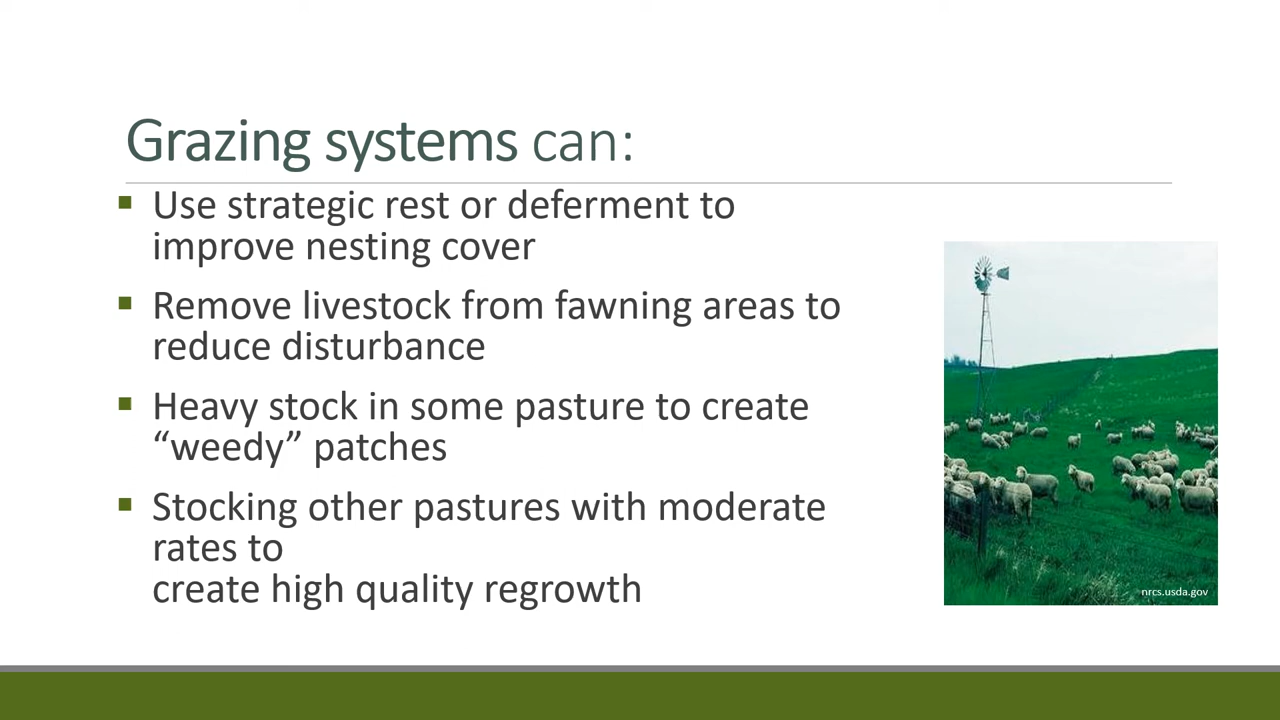 Grazing systems can:
▪ Use strategic rest or deferment to
improve nesting cover
▪ Remove livestock from fawning areas to
reduce disturbance
▪ Heavy stock in some pasture to create
“weedy” patches
▪ Stocking other pastures with moderate
rates to
create high quality regrowth
nrcs.usda.gov